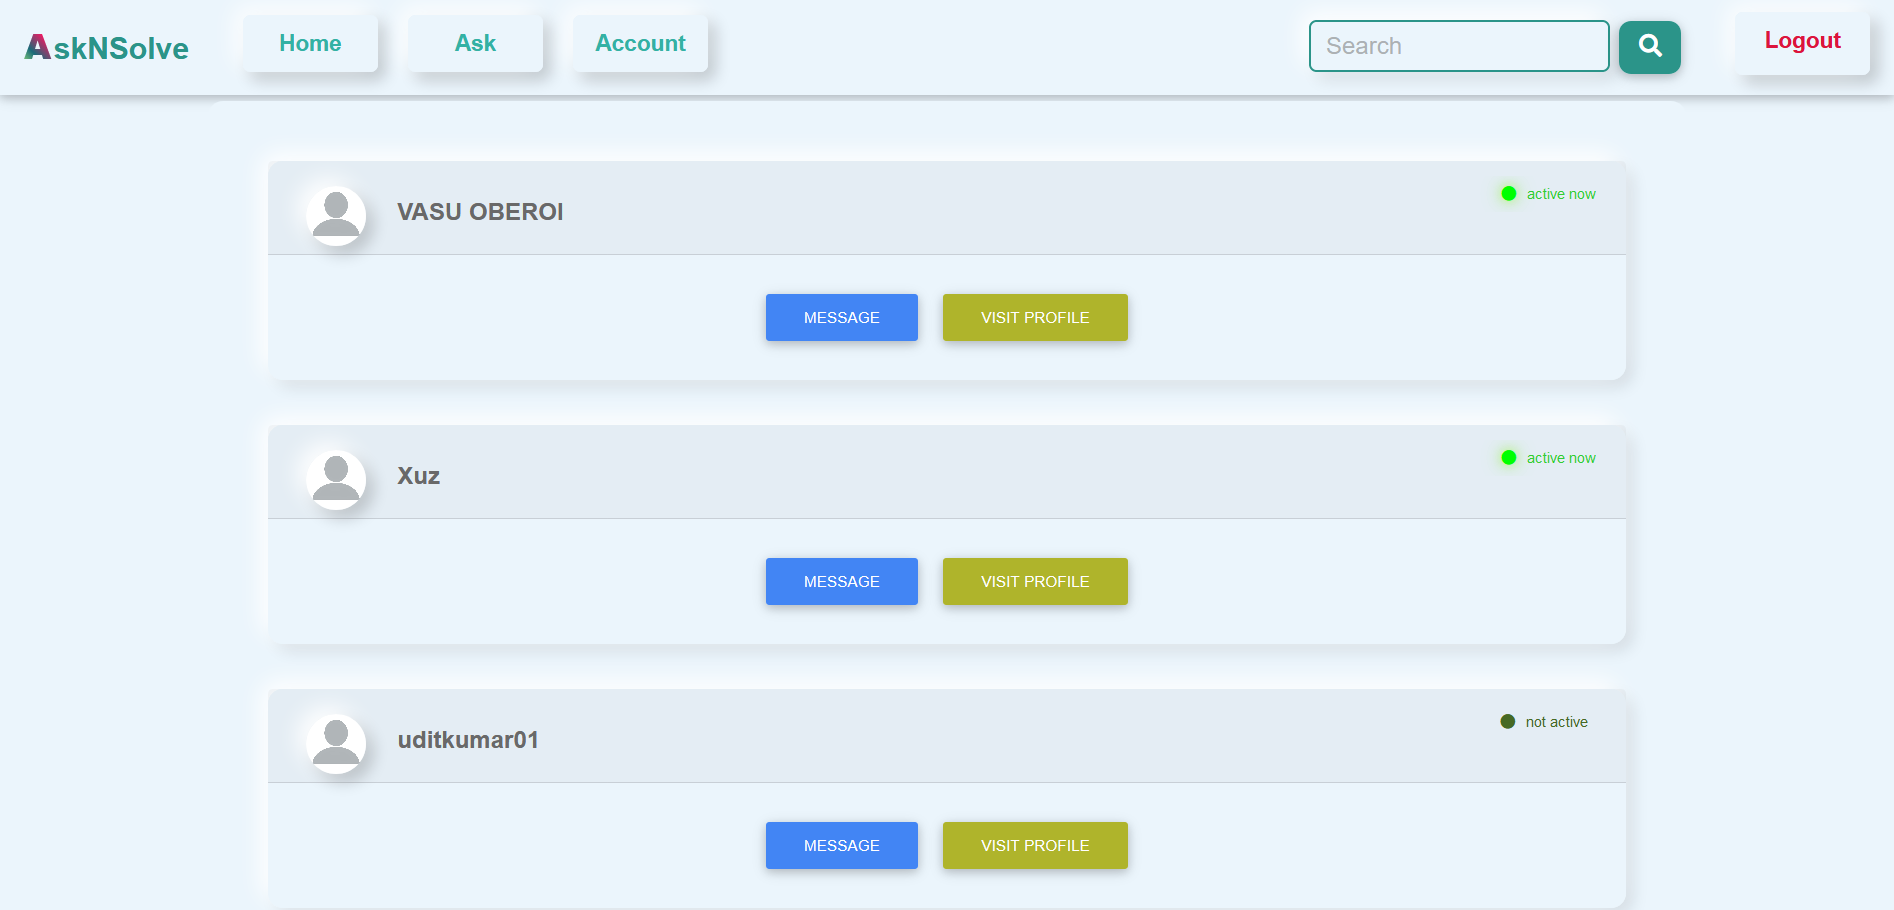 AskNSolve Home Ask Account Search Logout
VASU OBEROI active now
MESSAGE VISIT PROFILE
Xuz active now
MESSAGE VISIT PROFILE
uditkumar01 not active
MESSAGE VISIT PROFILE